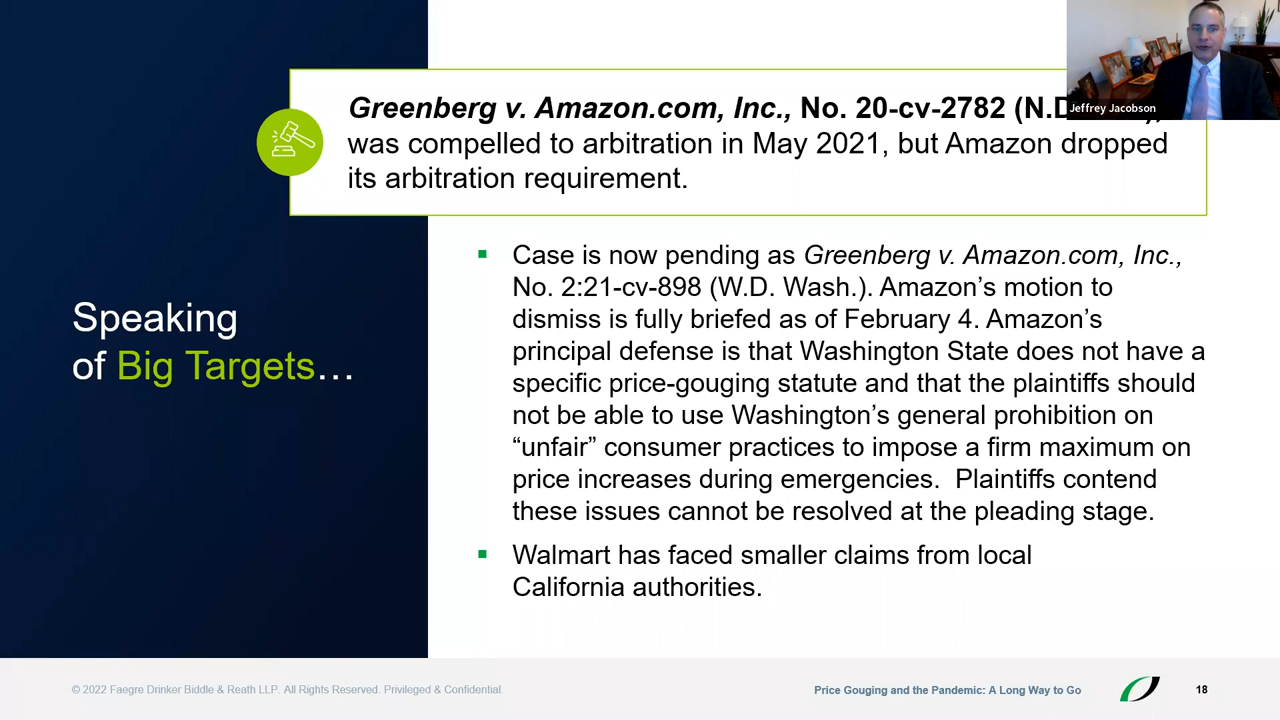 Greenberg v. Amazon.com, Inc., No. 20-cv-2782 (N.D.
was compelled to arbitration in May 2021, but Amazon dropped
its arbitration requirement.
Jeffrey Jacobson
Speaking
of Big Targets…
▪ Case is now pending as Greenberg v. Amazon.com, Inc.,
No. 2:21-cv-898 (W.D. Wash.). Amazon’s motion to
dismiss is fully briefed as of February 4. Amazon’s
principal defense is that Washington State does not have a
specific price-gouging statute and that the plaintiffs should
not be able to use Washington’s general prohibition on
“unfair” consumer practices to impose a firm maximum on
price increases during emergencies.  Plaintiffs contend
these issues cannot be resolved at the pleading stage.
▪ Walmart has faced smaller claims from local
California authorities.
© 2022 Faegre Drinker Biddle & Reath LLP. All Rights Reserved. Privileged & Confidential.
Price Gouging and the Pandemic: A Long Way to Go
18